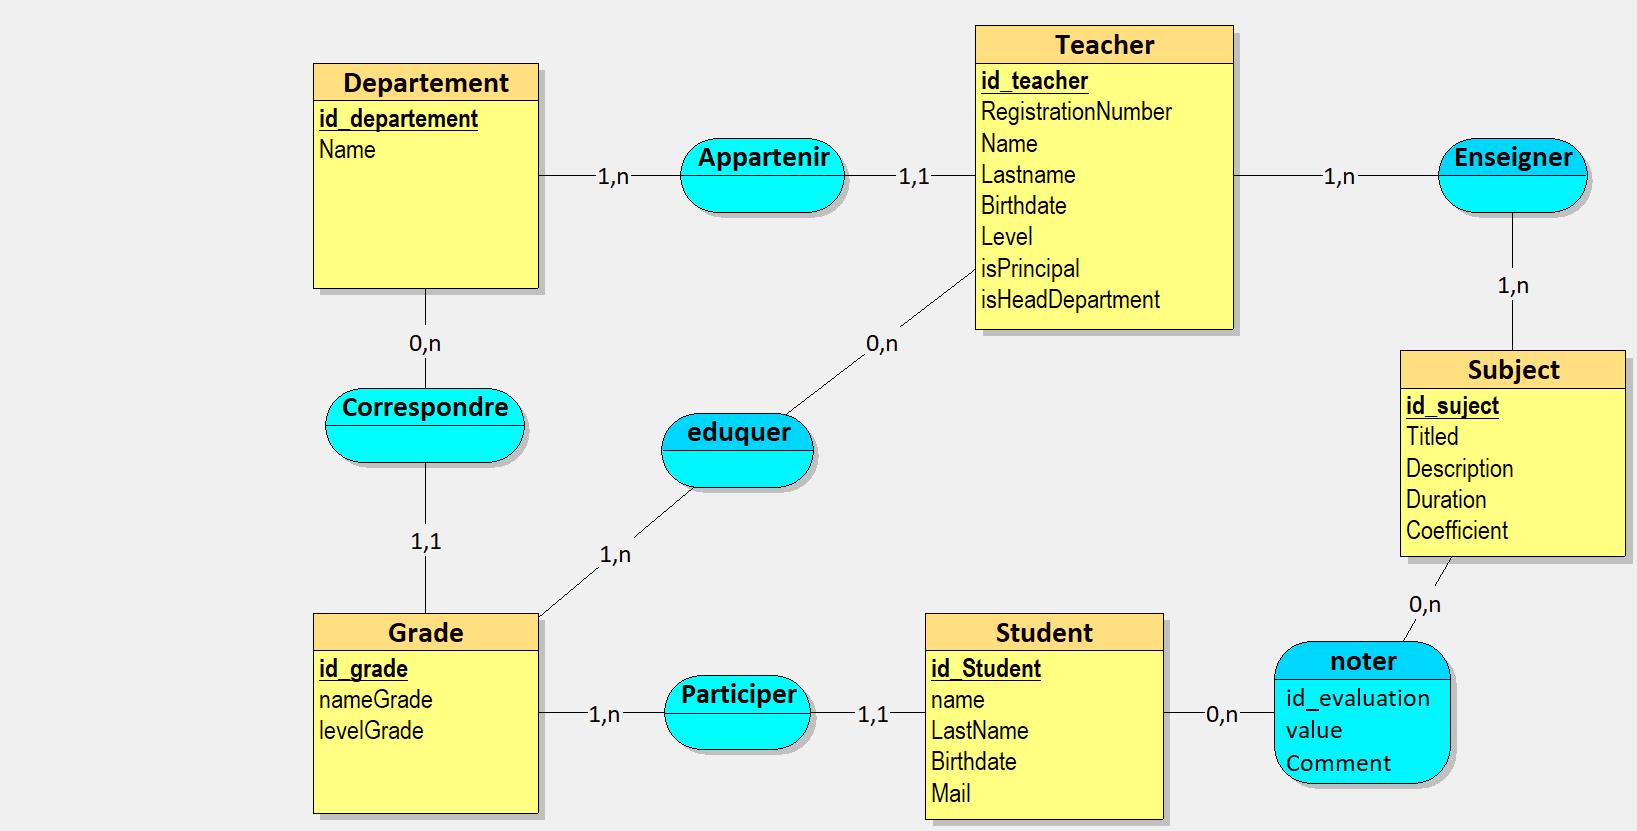 Departement
id_departement
Name
1,n
Appartenir
1,1
Teacher
id_teacher
RegistrationNumber
Name
Lastname
Birthdate
Level
isPrincipal
isHeadDepartment
1,n
Enseigner
1,n
Subject
id_suject
Titled
Description
Duration
Coefficient
0,n
Correspondre
1,1
0,n
eduquer
1,n
Grade
id_grade
nameGrade
levelGrade
1,n
Participer
1,1
Student
id_Student
name
LastName
Birthdate
Mail
0,n
0,n
noter
id_evaluation
value
Comment